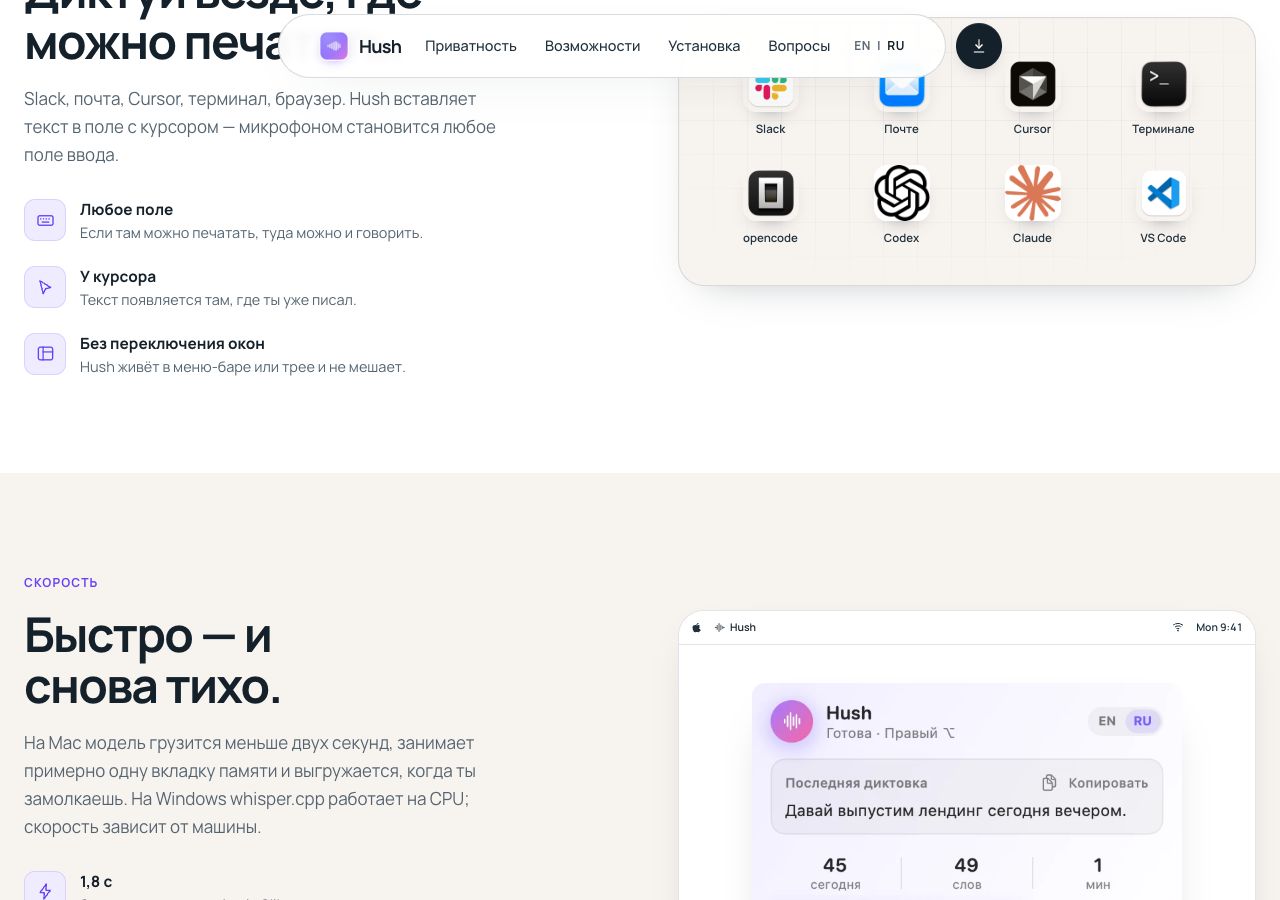 Диктуй везде, где
можно печа
Hush
Приватность
Возможности
Установка
Вопросы
EN | RU
Slack, почта, Cursor, терминал, браузер. Hush вставляет
текст в поле с курсором — микрофоном становится любое
поле ввода.
Любое поле
Если там можно печатать, туда можно и говорить.
У курсора
Текст появляется там, где ты уже писал.
Без переключения окон
Hush живёт в меню-баре или трее и не мешает.
Slack
Почте
Cursor
>_
Терминале
opencode
Codex
Claude
VS Code
СКОРОСТЬ
Быстро — и
снова тихо.
На Mac модель грузится меньше двух секунд, занимает
примерно одну вкладку памяти и выгружается, когда ты
замолкаешь. На Windows whisper.cpp работает на CPU;
скорость зависит от машины.
1,8 с
Hush
Mon 9:41
Hush
Готова · Правый ⌥
EN RU
Последняя диктовка
Копировать
Давай выпустим лендинг сегодня вечером.
45
сегодня
49
слов
1
мин